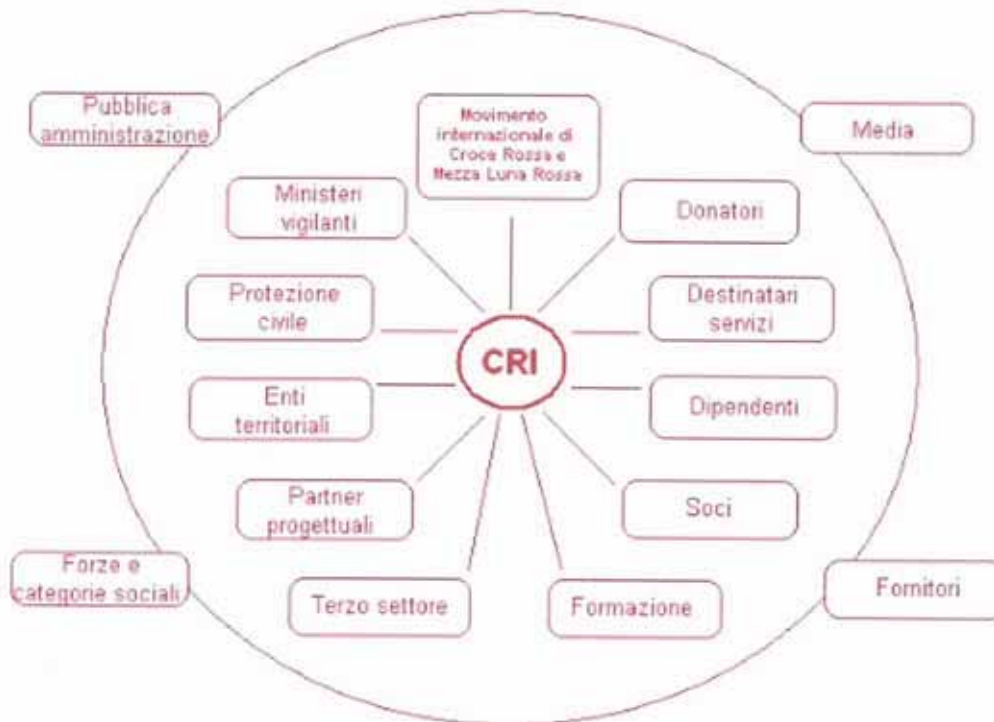 Pubblica
amministrazione
Movimento
internazionale di
Croce Rossa e
Mezza Luna Rossa
Media
Ministeri
vigilanti
Donatori
Protezione
civile
Destinatari
servizi
CRI
Enti
territoriali
Dipendenti
Partner
progettuali
Soci
Forze e
categorie sociali
Fornitori
Terzo settore
Formazione